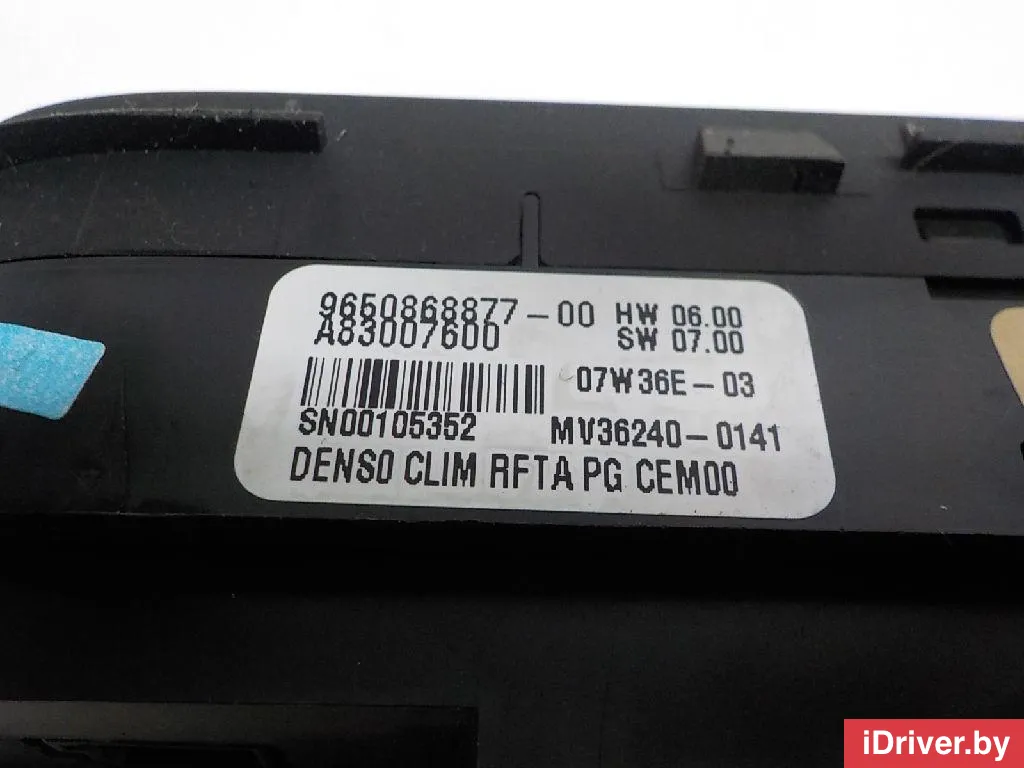 9650868877-00 HW 06.00
A83007600 SW 07.00
07W36E-03
SN00105352 MV36240-0141
DENSO CLIM RFTA PG CEM00
iDriver.by